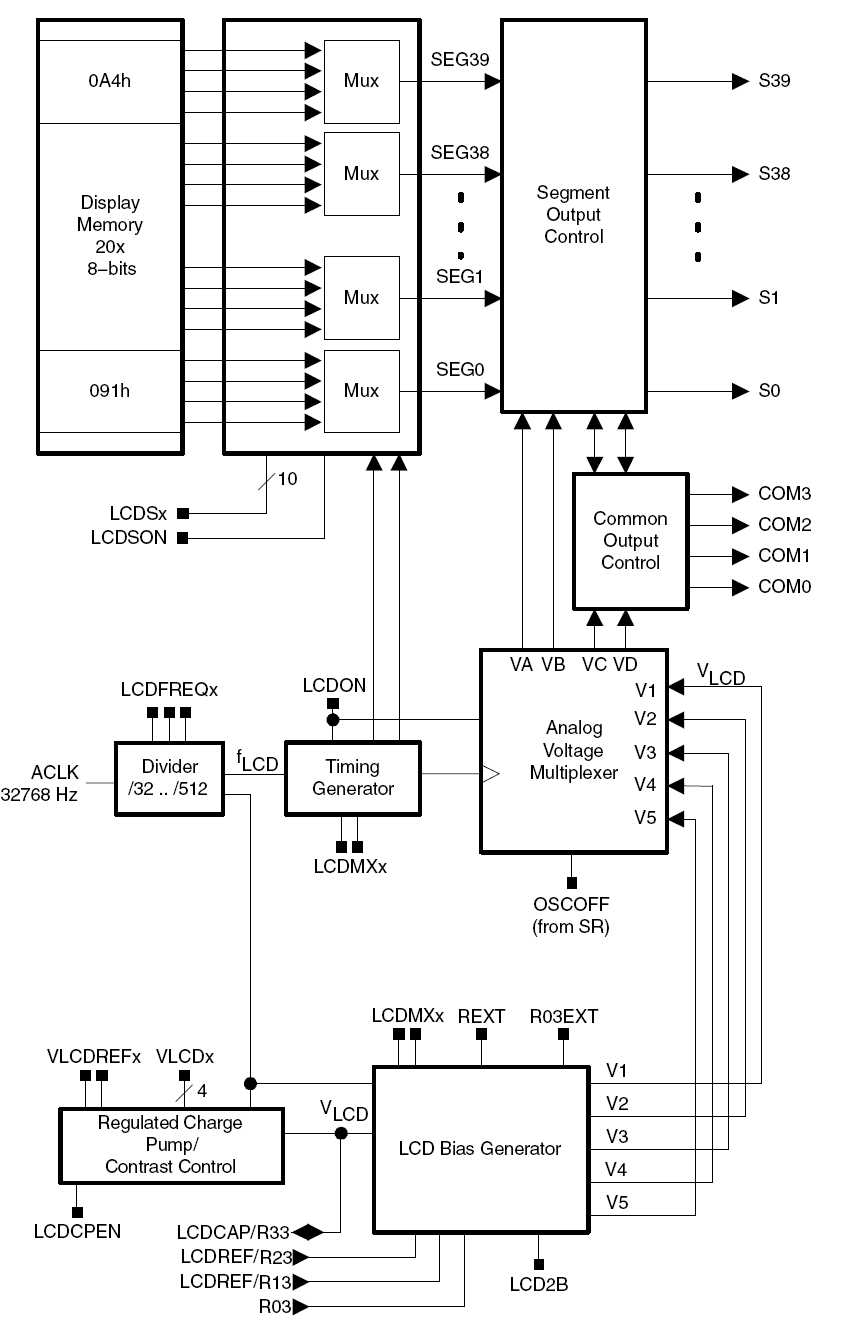 0A4h
Display
Memory
20x
8–bits
091h
Mux
Mux
Mux
Mux
SEG39
SEG38
SEG1
SEG0
Segment
Output
Control
S39
S38
S1
S0
10
LCDSx
LCDSON
Common
Output
Control
COM3
COM2
COM1
COM0
LCDFREQx
ACLK
32768 Hz
Divider
/32 .. /512
fLCD
LCDON
Timing
Generator
LCDMXx
VA VB VC VD
Analog
Voltage
Multiplexer
V1
V2
V3
V4
V5
VLCD
OSCOFF
(from SR)
VLCDREFx
VLCDx
4
Regulated Charge
Pump/
Contrast Control
LCDCPEN
VLCD
LCDMXx
REXT
R03EXT
LCD Bias Generator
V1
V2
V3
V4
V5
LCDCAP/R33
LCDREF/R23
LCDREF/R13
R03
LCD2B